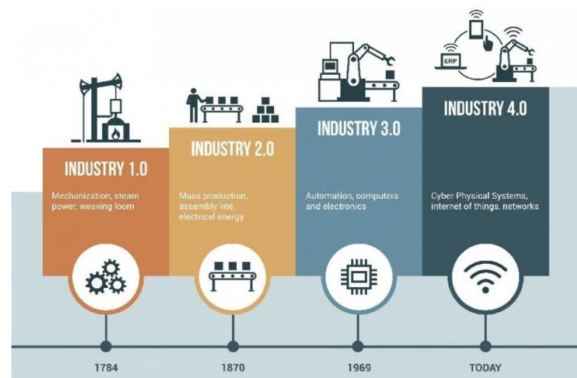 ERP
INDUSTRY 1.0
Mechanization, steam
power, weaving loom
INDUSTRY 2.0
Mass production,
assembly line,
electrical energy
INDUSTRY 3.0
Automation, computers
and electronics
INDUSTRY 4.0
Cyber Physical Systems,
internet of things, networks
1784
1870
1969
TODAY